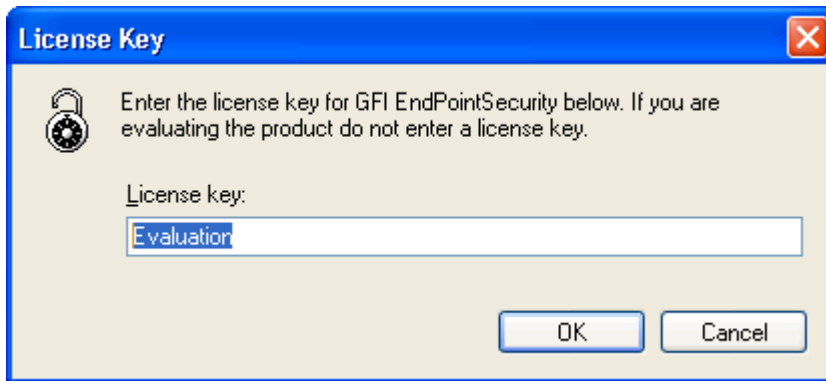 License Key
Enter the license key for GFI EndPointSecurity below. If you are
evaluating the product do not enter a license key.
License key:
Evaluation
OK Cancel